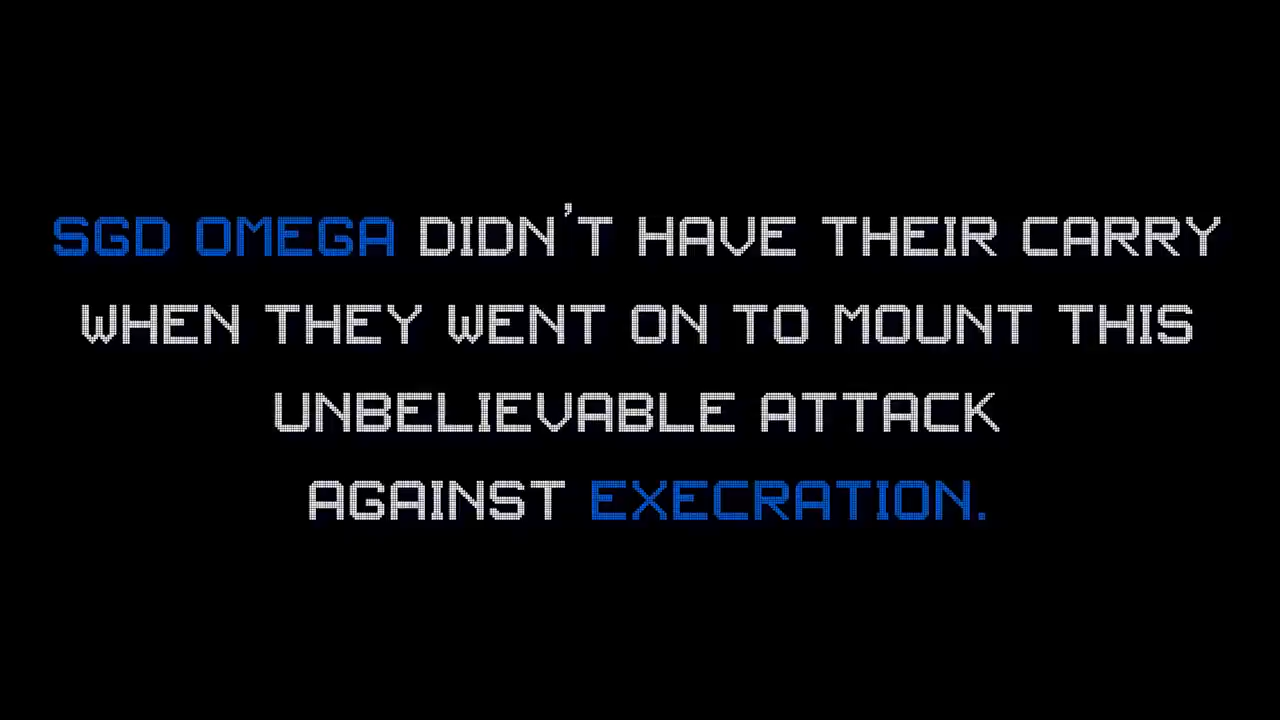 SGD OMEGA DIDN'T HAVE THEIR CARRY
WHEN THEY WENT ON TO MOUNT THIS
UNBELIEVABLE ATTACK
AGAINST EXECRATION.